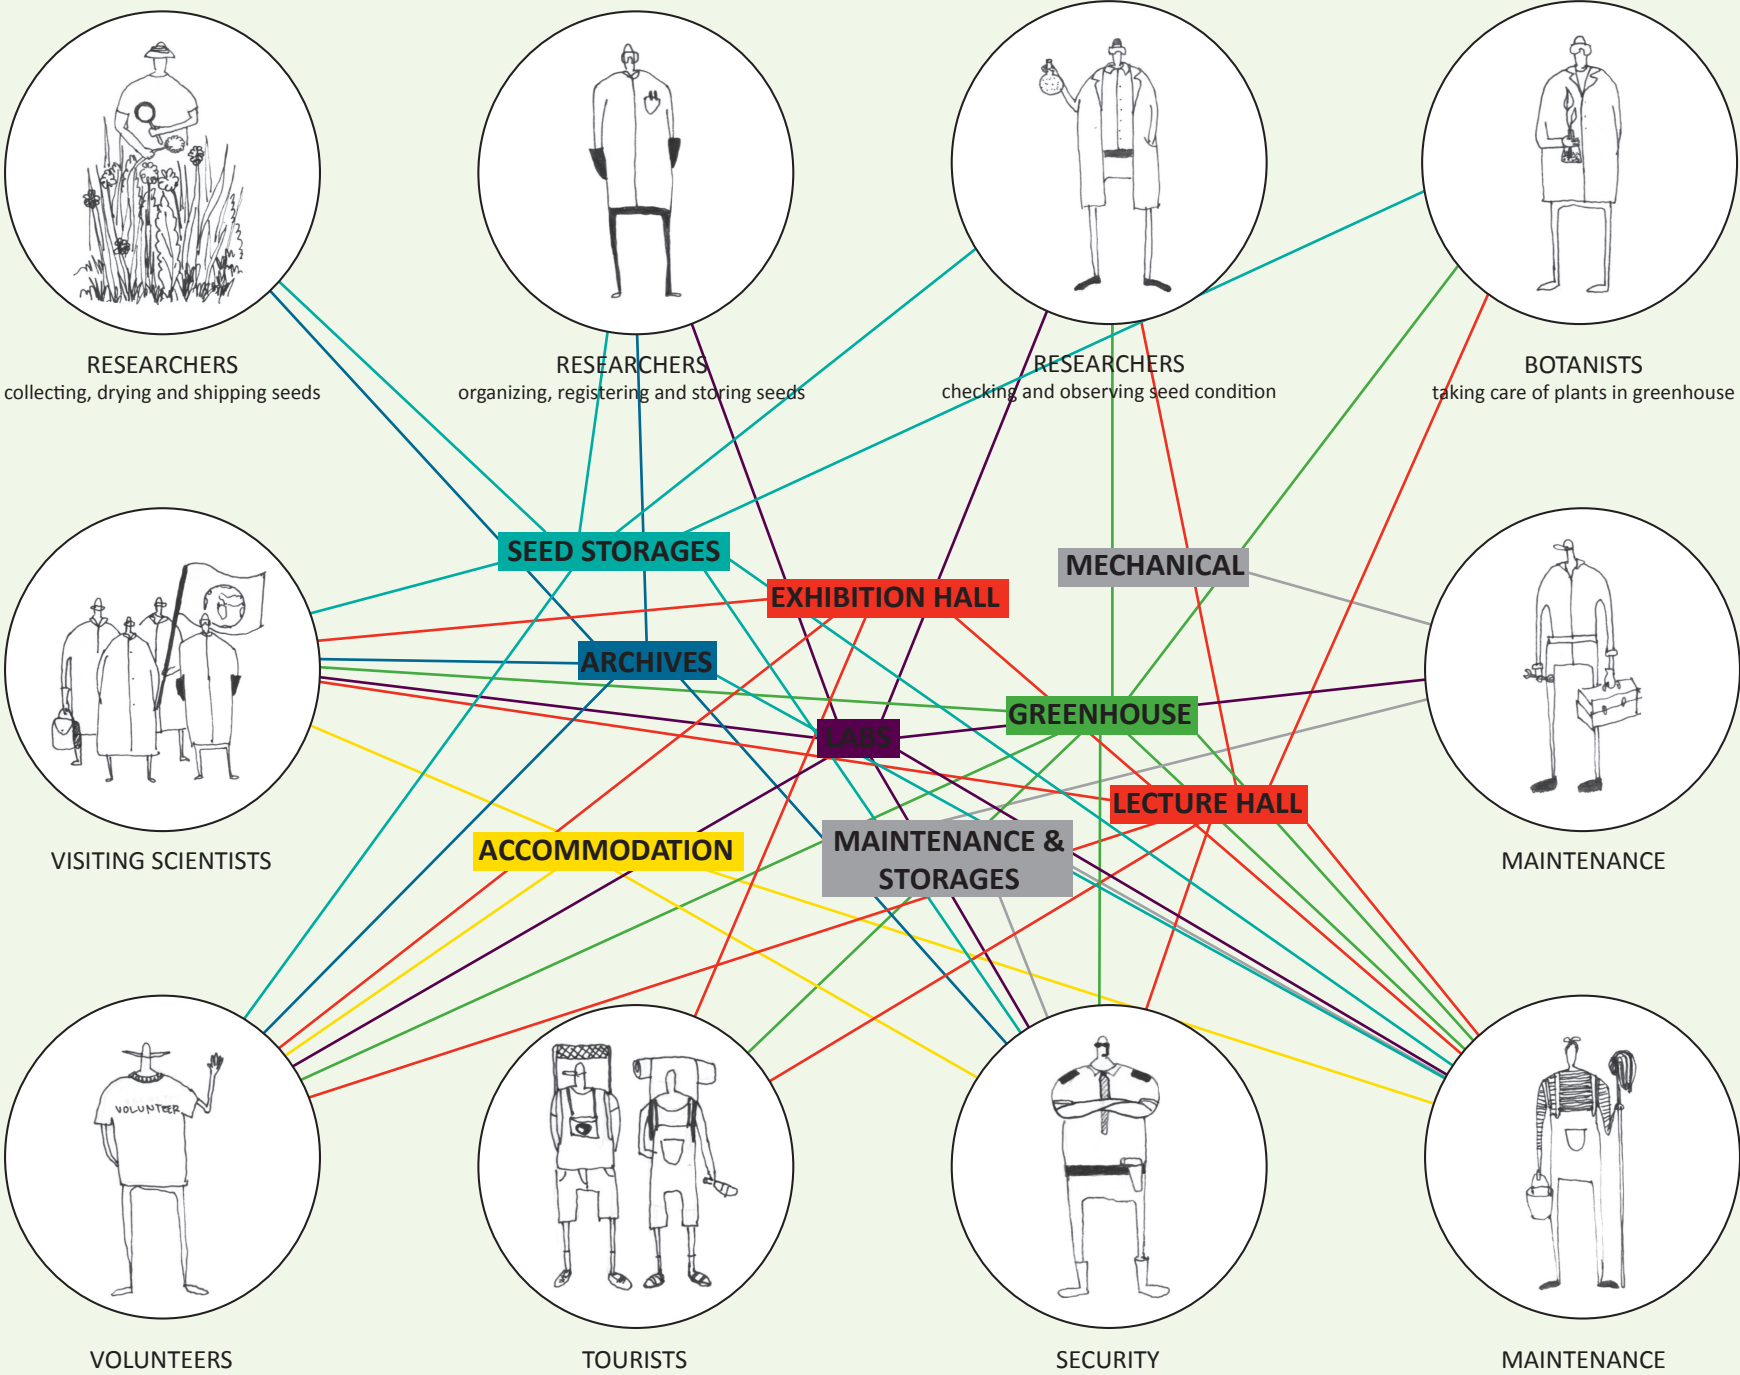 RESEARCHERS
collecting, drying and shipping seeds
RESEARCHERS
organizing, registering and storing seeds
RESEARCHERS
checking and observing seed condition
BOTANISTS
taking care of plants in greenhouse
SEED STORAGES
MECHANICAL
EXHIBITION HALL
ARCHIVES
GREENHOUSE
LABS
LECTURE HALL
ACCOMMODATION
MAINTENANCE &
STORAGES
VISITING SCIENTISTS
MAINTENANCE
VOLUNTEER
VOLUNTEERS
TOURISTS
SECURITY
MAINTENANCE